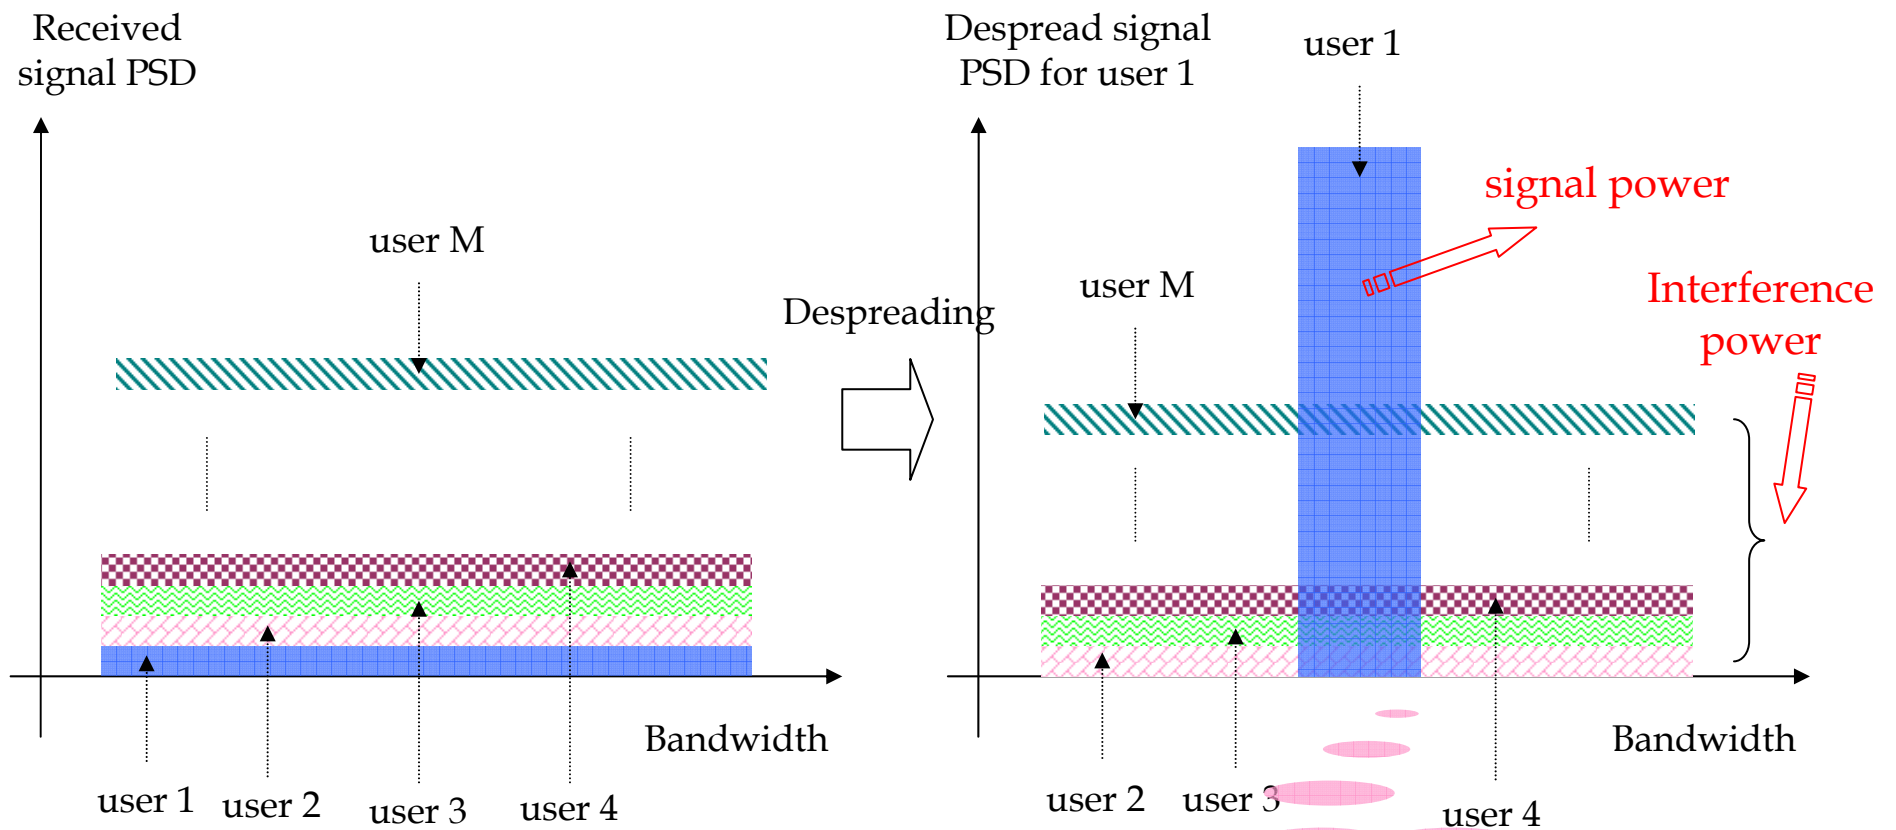 Received
signal PSD
user M
user 1
user 2
user 3
user 4
Bandwidth
Despreading
Despread signal
PSD for user 1
user 1
signal power
user M
Interference
power
user 2
user 3
user 4
Bandwidth